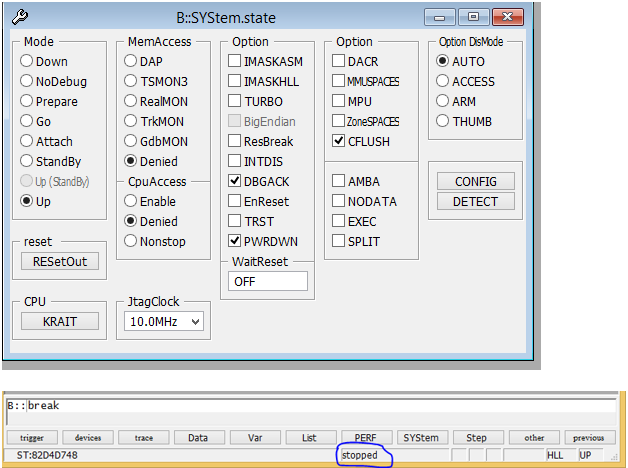 B::SYStem.state
Mode
Down
NoDebug
Prepare
Go
Attach
StandBy
Up (StandBy)
Up
reset
RESetOut
CPU
KRAIT
MemAccess
DAP
TSMON3
RealMON
TrkMON
GdbMON
Denied
CpuAccess
Enable
Denied
Nonstop
JtagClock
10.0MHz
Option
IMASKASM
IMASKHLL
TURBO
BigEndian
ResBreak
INTDIS
DBGACK
EnReset
TRST
PWRDWN
WaitReset
OFF
Option
DACR
MMUSPACES
MPU
ZoneSPACES
CFLUSH
AMBA
NODATA
EXEC
SPLIT
Option DisMode
AUTO
ACCESS
ARM
THUMB
CONFIG
DETECT
B::break
trigger devices trace Data Var List PERF SYStem Step other previous
ST:82D4D748 stopped HLL UP